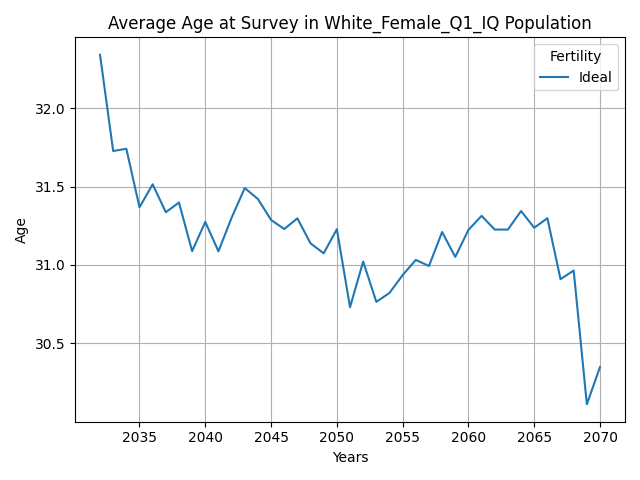 Average Age at Survey in White_Female_Q1_IQ Population
Fertility
Ideal
32.0
31.5
31.0
30.5
Age
2035 2040 2045 2050 2055 2060 2065 2070
Years